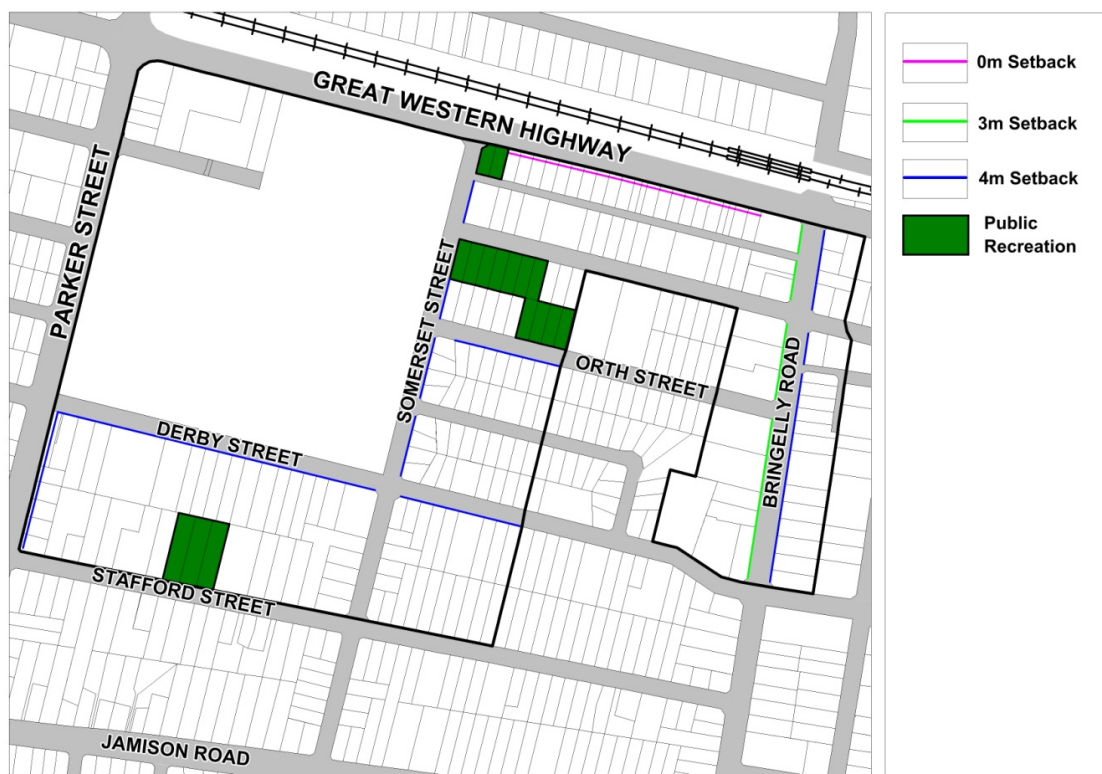 GREAT WESTERN HIGHWAY
PARKER STREET
SOMERSET STREET
ORTH STREET
BRINGELLY ROAD
DERBY STREET
STAFFORD STREET
JAMISON ROAD
0m Setback
3m Setback
4m Setback
Public
Recreation